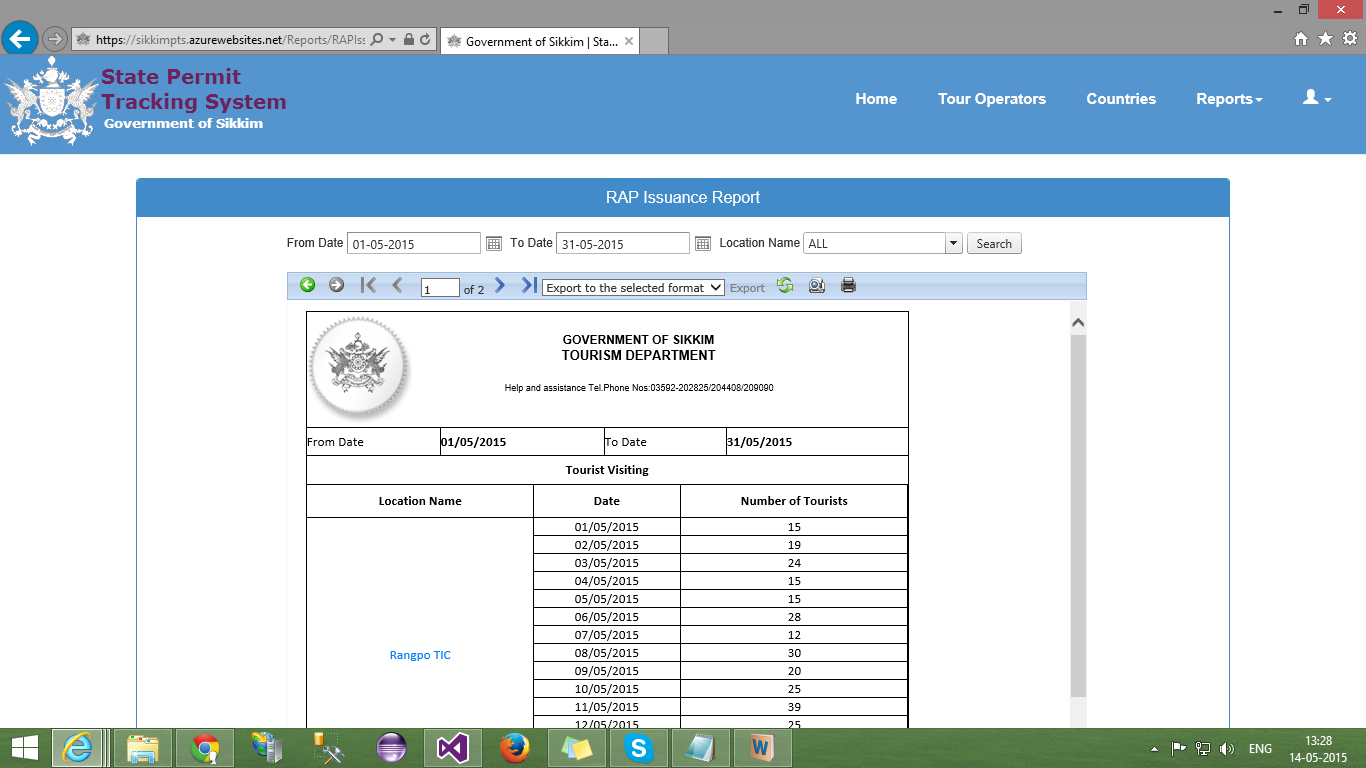 https://sikkimpts.azurewebsites.net/Reports/RAPIss
Government of Sikkim | Sta...
State Permit
Tracking System
Government of Sikkim
Home Tour Operators Countries Reports
RAP Issuance Report
From Date 01-05-2015 To Date 31-05-2015 Location Name ALL Search
1 of 2 Export to the selected format Export
GOVERNMENT OF SIKKIM
TOURISM DEPARTMENT
Help and assistance Tel.Phone Nos:03592-202825/204408/209090
From Date 01/05/2015 To Date 31/05/2015
Tourist Visiting
Location Name Date Number of Tourists
01/05/2015 15
02/05/2015 19
03/05/2015 24
04/05/2015 15
05/05/2015 15
06/05/2015 28
07/05/2015 12
Rangpo TIC 08/05/2015 30
09/05/2015 20
10/05/2015 25
11/05/2015 39
12/05/2015 25
ENG 13:28
14-05-2015